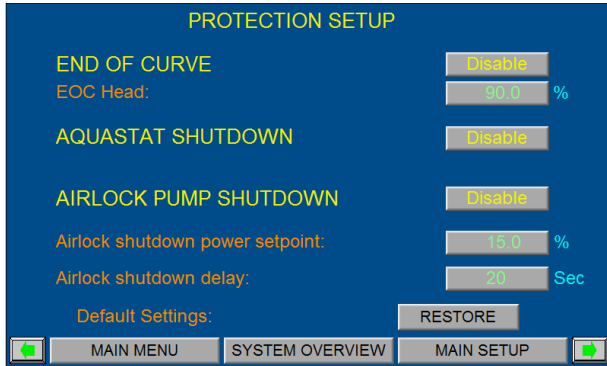 PROTECTION SETUP
END OF CURVE Disable
EOC Head: 90.0 %
AQUASTAT SHUTDOWN Disable
AIRLOCK PUMP SHUTDOWN Disable
Airlock shutdown power setpoint: 15.0 %
Airlock shutdown delay: 20 Sec
Default Settings: RESTORE
MAIN MENU SYSTEM OVERVIEW MAIN SETUP